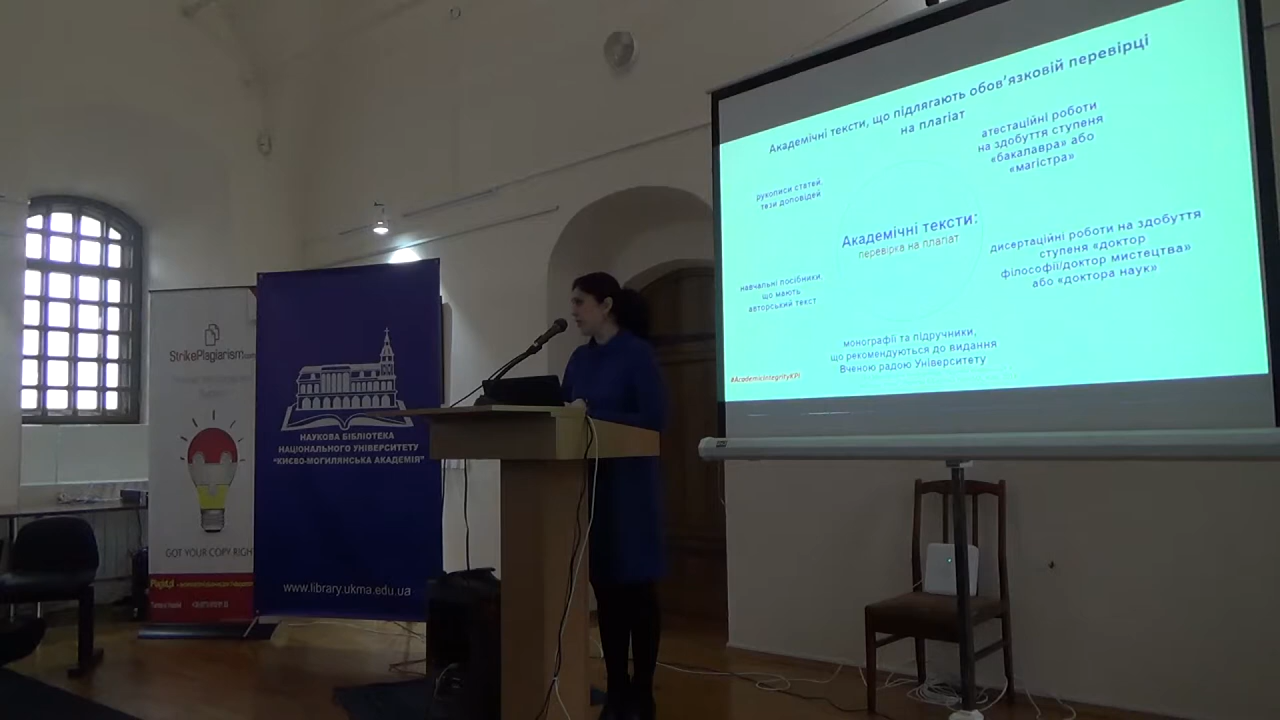 Академічні тексти, що підлягають обов'язковій перевірці
на плагіат
атестаційні роботи
на здобуття ступеня
«бакалавра» або
«магістра»
рукописи статей,
тези доповідей
Академічні тексти:
перевірка на плагіат
дисертаційні роботи на здобуття
ступеня «доктор
філософії/доктор мистецтва»
або «доктора наук»
навчальні посібники,
що мають
авторський текст
монографії та підручники,
що рекомендуються до видання
Вченою радою Університету
#AcademicIntegrityKPI
StrikePlagiarism.com
GOT YOUR COPY RIGH
Plagiat.pl
НАУКОВА БІБЛІОТЕКА
НАЦІОНАЛЬНОГО УНІВЕРСИТЕТУ
"КИЄВО-МОГИЛЯНСЬКА АКАДЕМІЯ"
www.library.ukma.edu.ua